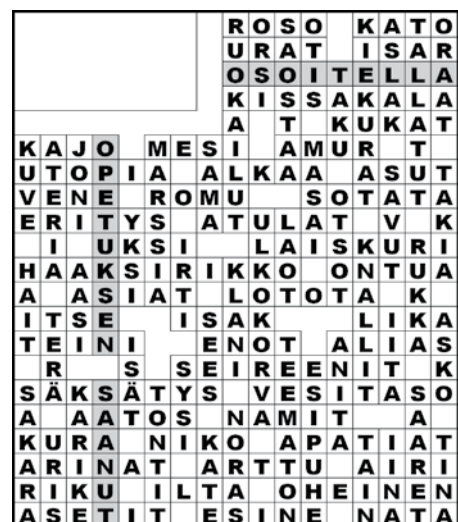 ROSO KATO
URAT ISAR
OSOITELLA
KISSAKALA
A T KUKAT
KAJO MESI AMUR T
UTOPIA ALKAA ASUT
VENE ROMU SOTATA
ERITYS ATULAT V K
I UKSI LAISKURI
HAAKSIRIKKO ONTUA
A ASIAT LOTOTA K
ITSE ISAK LIKA
TEINI ENOT ALIAS
R S SEIREENIT K
SÄKSÄTYS VESITASO
A AATOS NAMIT A
KURA NIKO APATIAT
ARINAT ARTTU AIRI
RIKU ILTA OHEINEN
ASETIT ESINE NATA